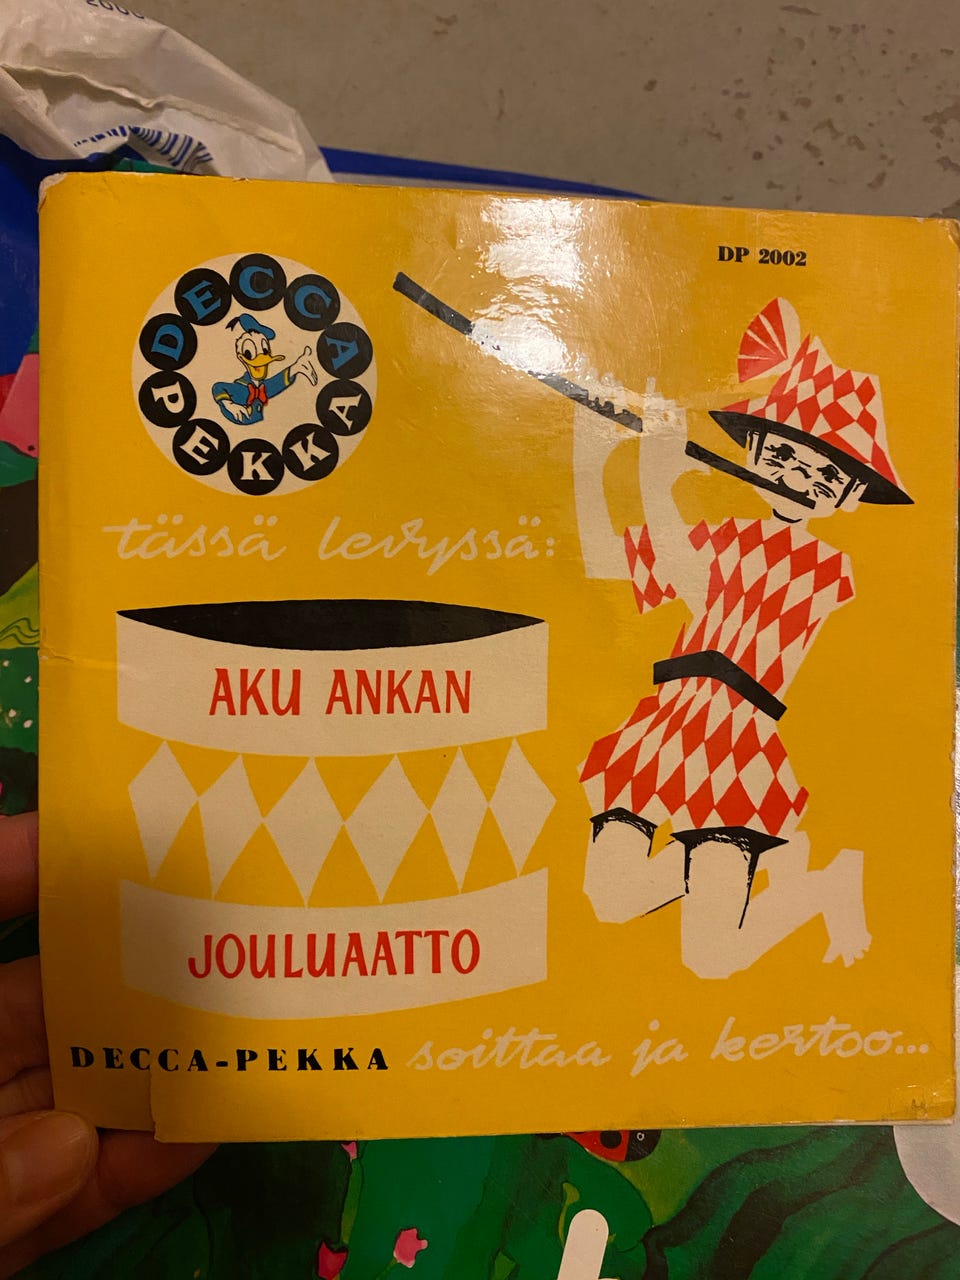 DP 2002
DECCA
PEKKA
tässä levyssä:
AKU ANKAN
JOULUAATTO
DECCA-PEKKA soittaa ja kertoo...